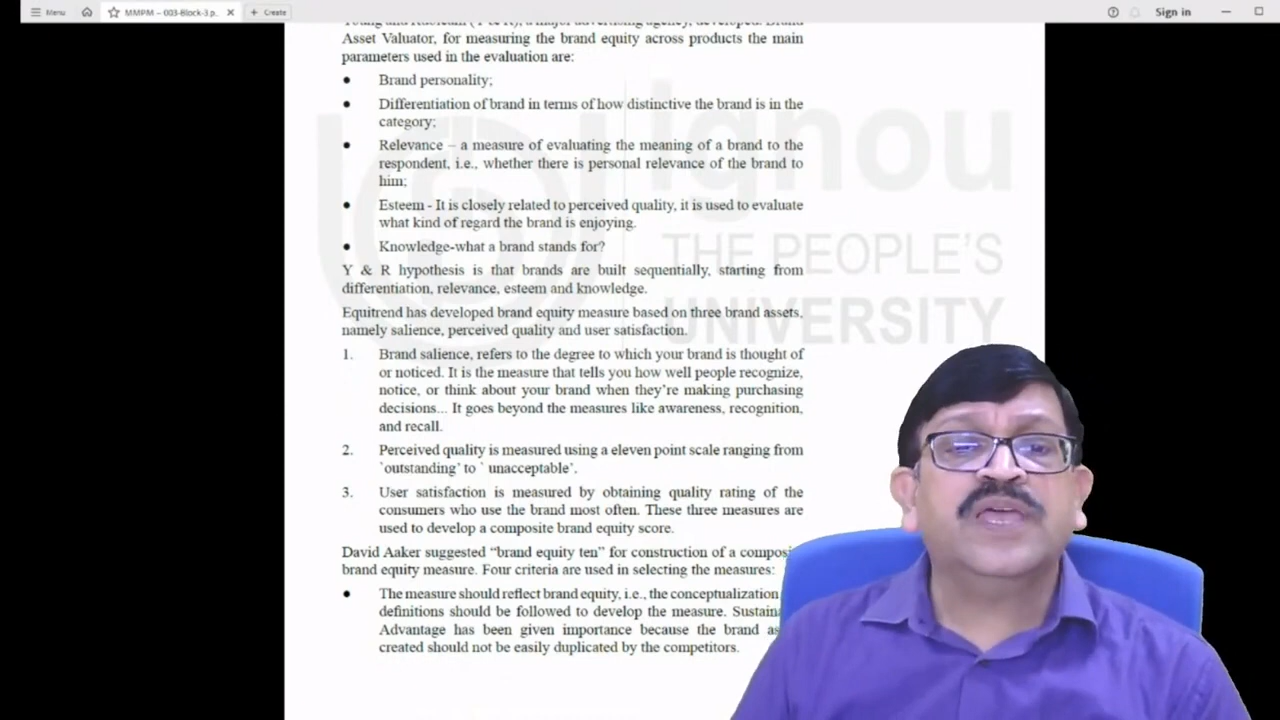 Menu
MMPM – 003-Block-3.p..
Create
Sign in
Asset Valuator, for measuring the brand equity across products the main
parameters used in the evaluation are:
• Brand personality;
• Differentiation of brand in terms of how distinctive the brand is in the
category;
• Relevance – a measure of evaluating the meaning of a brand to the
respondent, i.e., whether there is personal relevance of the brand to
him;
• Esteem - It is closely related to perceived quality, it is used to evaluate
what kind of regard the brand is enjoying.
• Knowledge-what a brand stands for?
Y & R hypothesis is that brands are built sequentially, starting from
differentiation, relevance, esteem and knowledge.
Equitrend has developed brand equity measure based on three brand assets,
namely salience, perceived quality and user satisfaction.
1. Brand salience, refers to the degree to which your brand is thought of
or noticed. It is the measure that tells you how well people recognize,
notice, or think about your brand when they're making purchasing
decisions... It goes beyond the measures like awareness, recognition,
and recall.
2. Perceived quality is measured using a eleven point scale ranging from
`outstanding' to ` unacceptable'.
3. User satisfaction is measured by obtaining quality rating of the
consumers who use the brand most often. These three measures are
used to develop a composite brand equity score.
David Aaker suggested “brand equity ten” for construction of a
brand equity measure. Four criteria are used in selecting the measures:
• The measure should reflect brand equity, i.e., the conceptualization
definitions should be followed to develop the measure.
Advantage has been given importance because the brand
created should not be easily duplicated by the competitors.
ignou
THE PEOPLE'S
UNIVERSITY